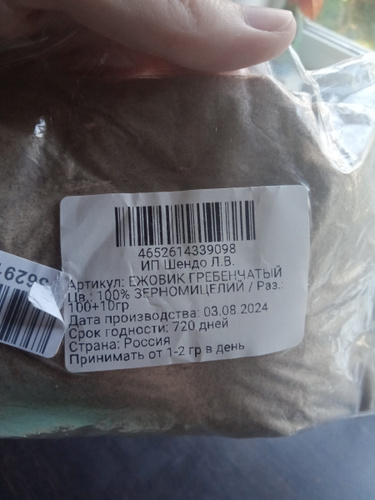 4652614339098
ИП Шендо Л.В.
Артикул: ЕЖОВИК ГРЕБЕНЧАТЫЙ
Цв.: 100% ЗЕРНОМИЦЕЛИЙ / Раз.:
100+10гр
Дата производства: 03.08.2024
Срок годности: 720 дней
Страна: Россия
Принимать от 1-2 гр в день